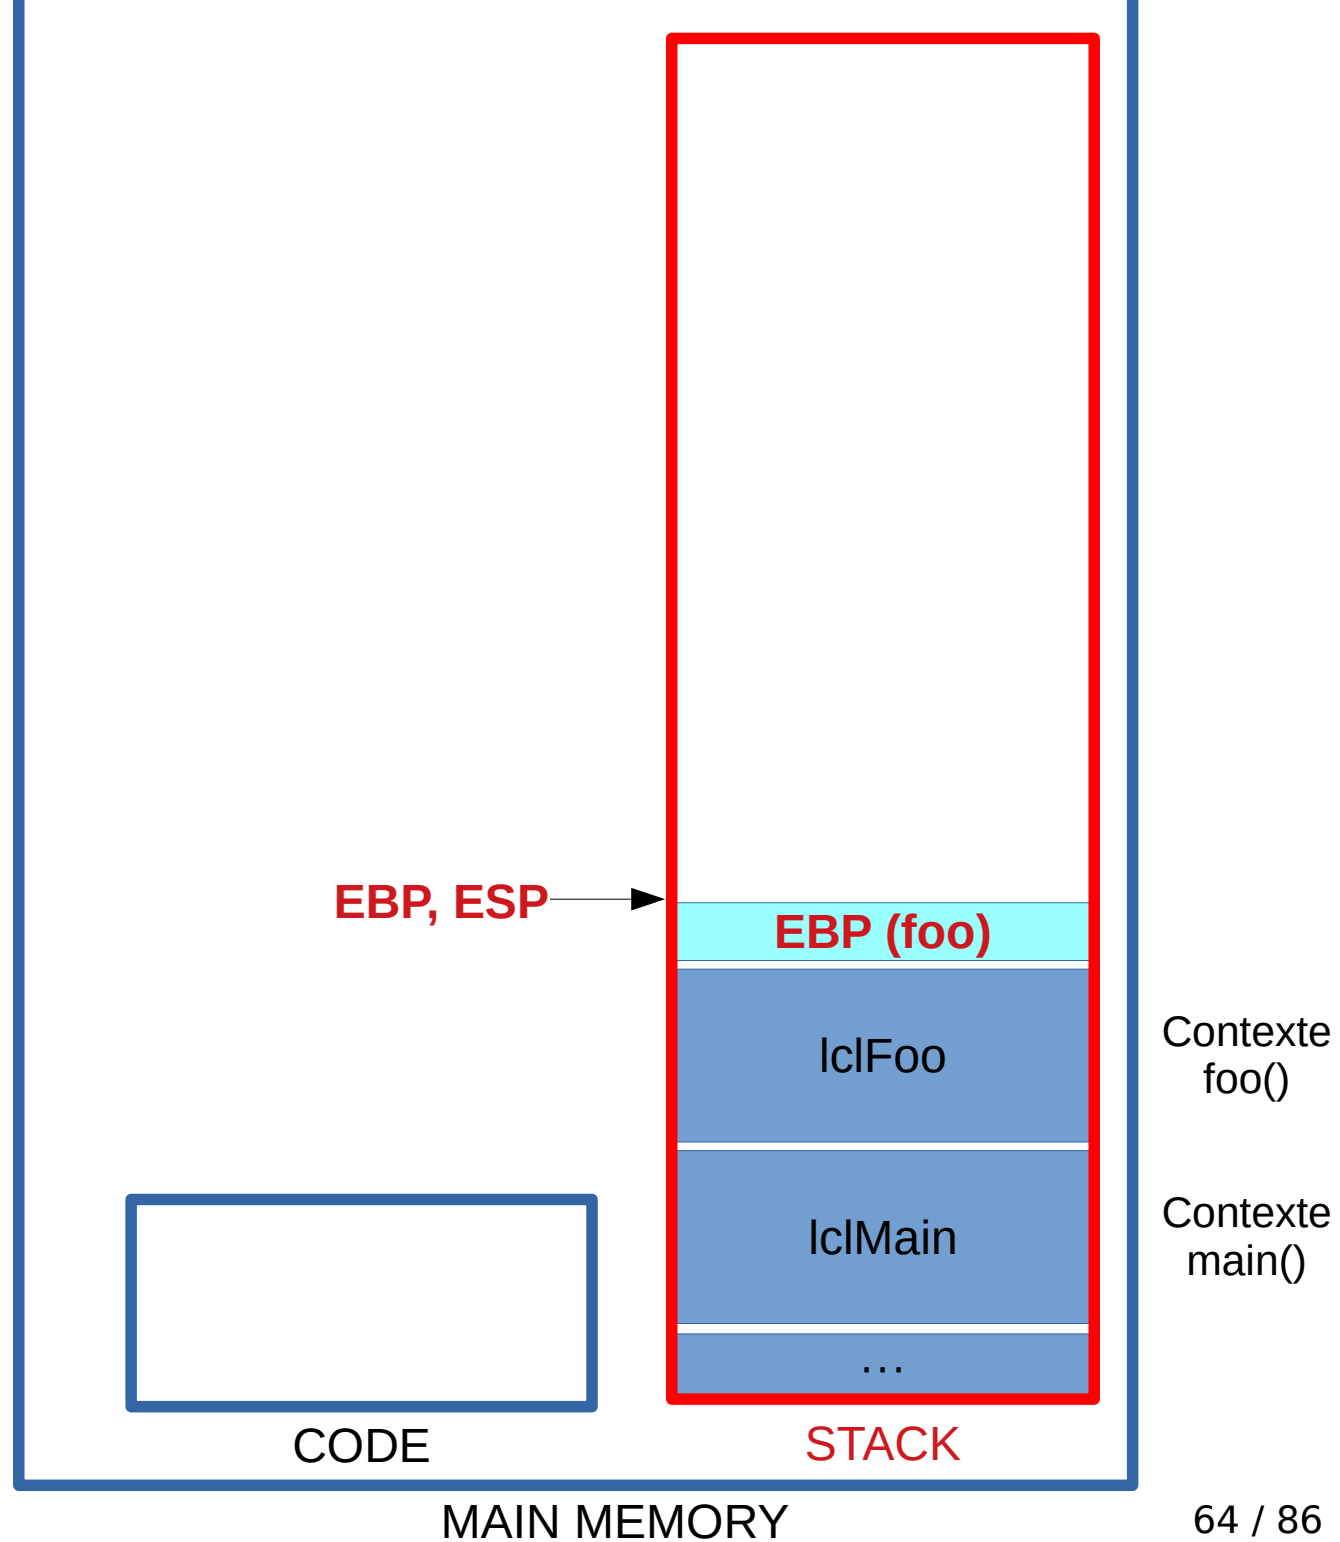 EBP, ESP
EBP (foo)
lclFoo
Contexte
foo()
lclMain
Contexte
main()
...
CODE
STACK
MAIN MEMORY
64 / 86